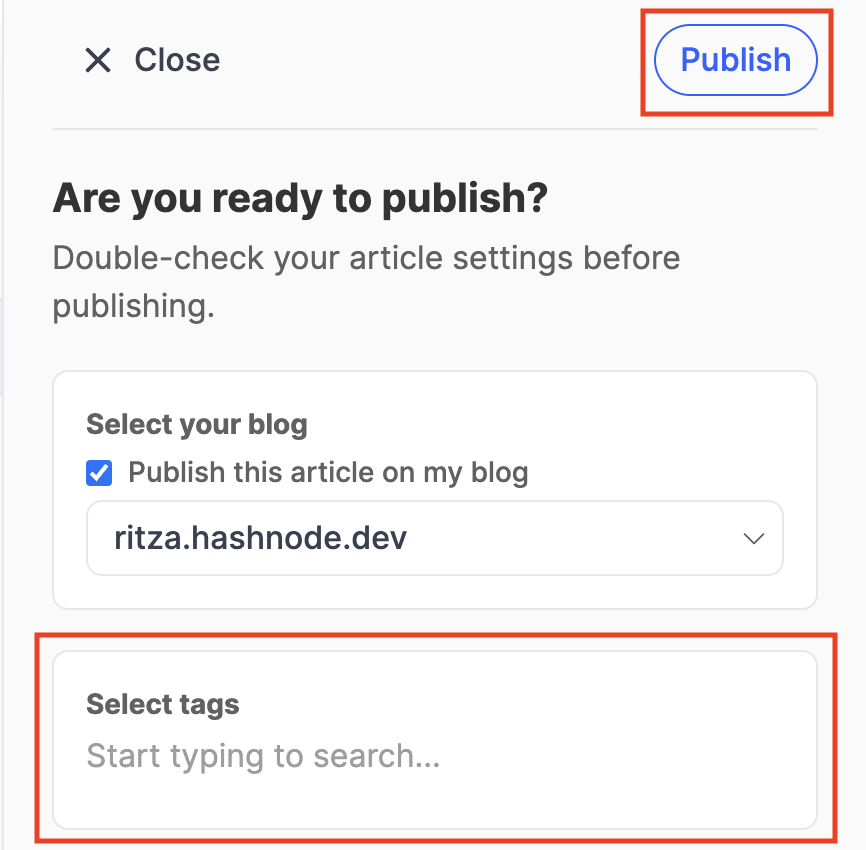 Close
Publish
Are you ready to publish?
Double-check your article settings before
publishing.
Select your blog
Publish this article on my blog
ritza.hashnode.dev
Select tags
Start typing to search...